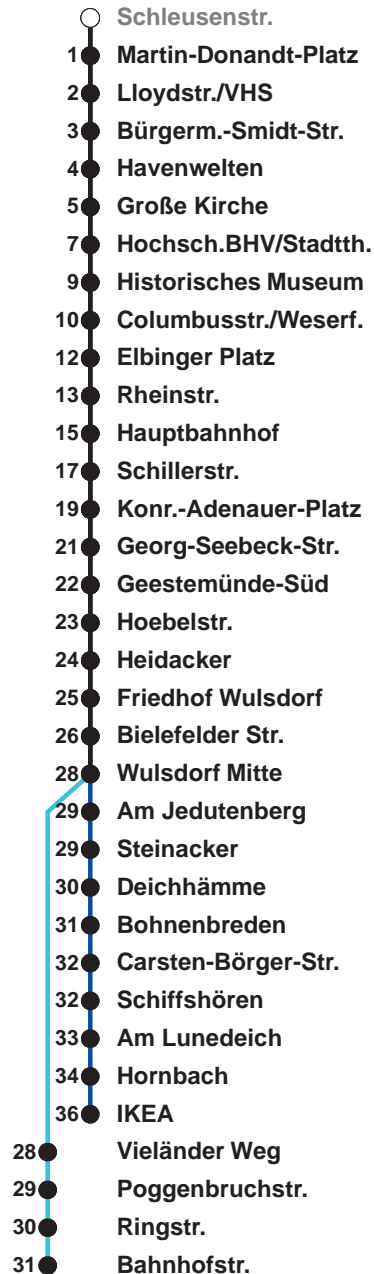 Schleusenstr.
1 Martin-Donandt-Platz
2 Lloydstr./VHS
3 Bürgerm.-Smidt-Str.
4 Havenwelten
5 Große Kirche
7 Hochsch.BHV/Stadtth.
9 Historisches Museum
10 Columbusstr./Weserf.
12 Elbinger Platz
13 Rheinstr.
15 Hauptbahnhof
17 Schillerstr.
19 Konr.-Adenauer-Platz
21 Georg-Seebeck-Str.
22 Geestemünde-Süd
23 Hoebelstr.
24 Heidacker
25 Friedhof Wulsdorf
26 Bielefelder Str.
28 Wulsdorf Mitte
29 Am Jedutenberg
29 Steinacker
30 Deichhämme
31 Bohnenbreden
32 Carsten-Börger-Str.
32 Schiffshören
33 Am Lunedeich
34 Hornbach
36 IKEA
28 Vieländer Weg
29 Poggenbruchstr.
30 Ringstr.
31 Bahnhofstr.